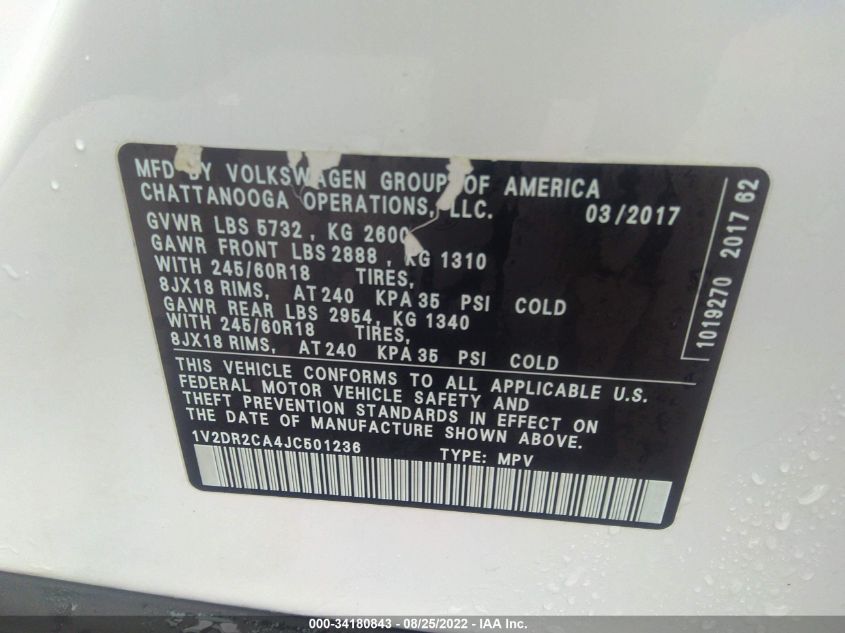 MFD BY VOLKSWAGEN GROUP OF AMERICA
CHATTANOOGA OPERATIONS, LLC. 03/2017
GVWR LBS 5732 , KG 2600
GAWR FRONT LBS 2888 , KG 1310
WITH 245/60R18 TIRES,
8JX18 RIMS, AT 240 KPA 35 PSI COLD
GAWR REAR LBS 2954, KG 1340
WITH 245/60R18 TIRES,
8JX18 RIMS, AT 240 KPA 35 PSI COLD
THIS VEHICLE CONFORMS TO ALL APPLICABLE U.S.
FEDERAL MOTOR VEHICLE SAFETY AND
THEFT PREVENTION STANDARDS IN EFFECT ON
THE DATE OF MANUFACTURE SHOWN ABOVE.
1V2DR2CA4JC501236 TYPE: MPV
1019270 2017 62
000-34180843 - 08/25/2022 - IAA Inc.